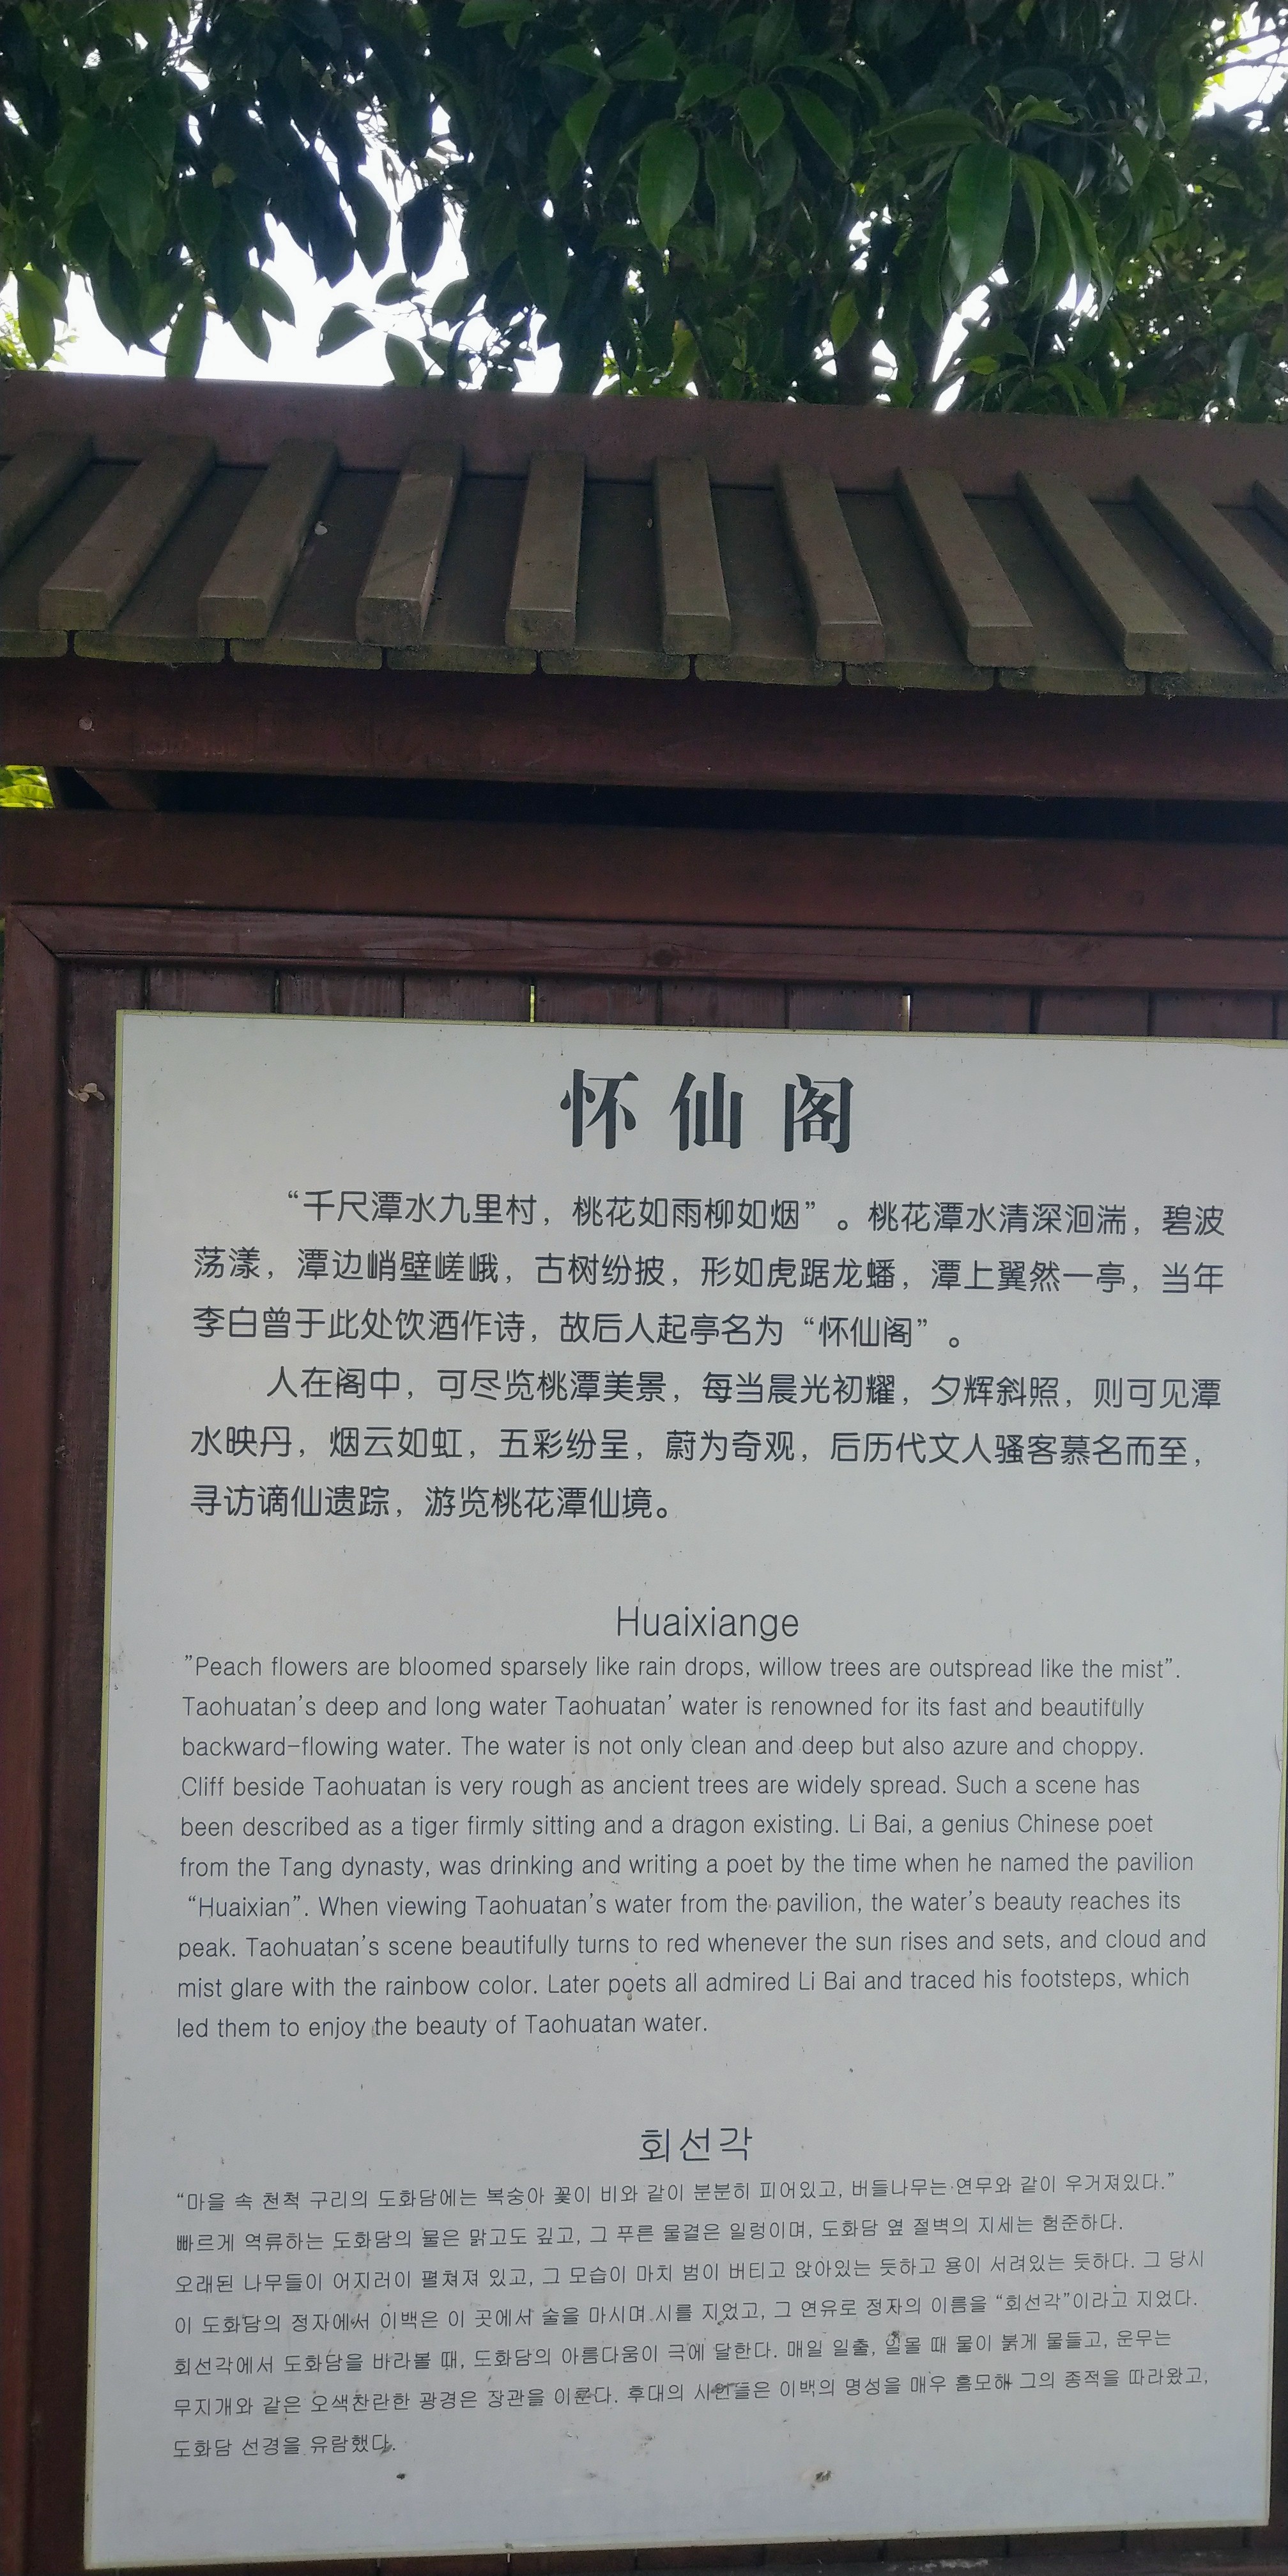 怀仙阁
“千尺潭水九里村，桃花如雨柳如烟”。桃花潭水清深洄湍，碧波
荡漾，潭边峭壁嵯峨，古树纷披，形如虎踞龙蟠，潭上翼然一亭，当年
李白曾于此处饮酒作诗，故后人起亭名为“怀仙阁”。
人在阁中，可尽览桃潭美景，每当晨光初耀，夕辉斜照，则可见潭
水映丹，烟云如虹，五彩纷呈，蔚为奇观，后历代文人骚客慕名而至，
寻访谪仙遗踪，游览桃花潭仙境。
Huaixiange
”Peach flowers are bloomed sparsely like rain drops, willow trees are outspread like the mist”.
Taohuatan’s deep and long water Taohuatan’ water is renowned for its fast and beautifully
backward-flowing water. The water is not only clean and deep but also azure and choppy.
Cliff beside Taohuatan is very rough as ancient trees are widely spread. Such a scene has
been described as a tiger firmly sitting and a dragon existing. Li Bai, a genius Chinese poet
from the Tang dynasty, was drinking and writing a poet by the time when he named the pavilion
“Huaixian”. When viewing Taohuatan’s water from the pavilion, the water’s beauty reaches its
peak. Taohuatan’s scene beautifully turns to red whenever the sun rises and sets, and cloud and
mist glare with the rainbow color. Later poets all admired Li Bai and traced his footsteps, which
led them to enjoy the beauty of Taohuatan water.
회선각
“마을 속 천척 구리의 도화담에는 복숭아 꽃이 비와 같이 분분히 피어있고, 버들나무는 연무와 같이 우거져있다.”
빠르게 역류하는 도화담의 물은 맑고도 깊고, 그 푸른 물결은 일렁이며, 도화담 옆 절벽의 지세는 험준하다.
오래된 나무들이 어지러이 펼쳐져 있고, 그 모습이 마치 범이 버티고 앉아있는 듯하고 용이 서려있는 듯하다. 그 당시
이 도화담의 정자에서 이백은 이 곳에서 술을 마시며 시를 지었고, 그 연유로 정자의 이름을 “회선각”이라고 지었다.
회선각에서 도화담을 바라볼 때, 도화담의 아름다움이 극에 달한다. 매일 일출, 일몰 때 물이 붉게 물들고, 운무는
무지개와 같은 오색찬란한 광경은 장관을 이룬다. 후대의 시인들은 이백의 명성을 매우 흠모해 그의 종적을 따라왔고,
도화담 선경을 유람했다.